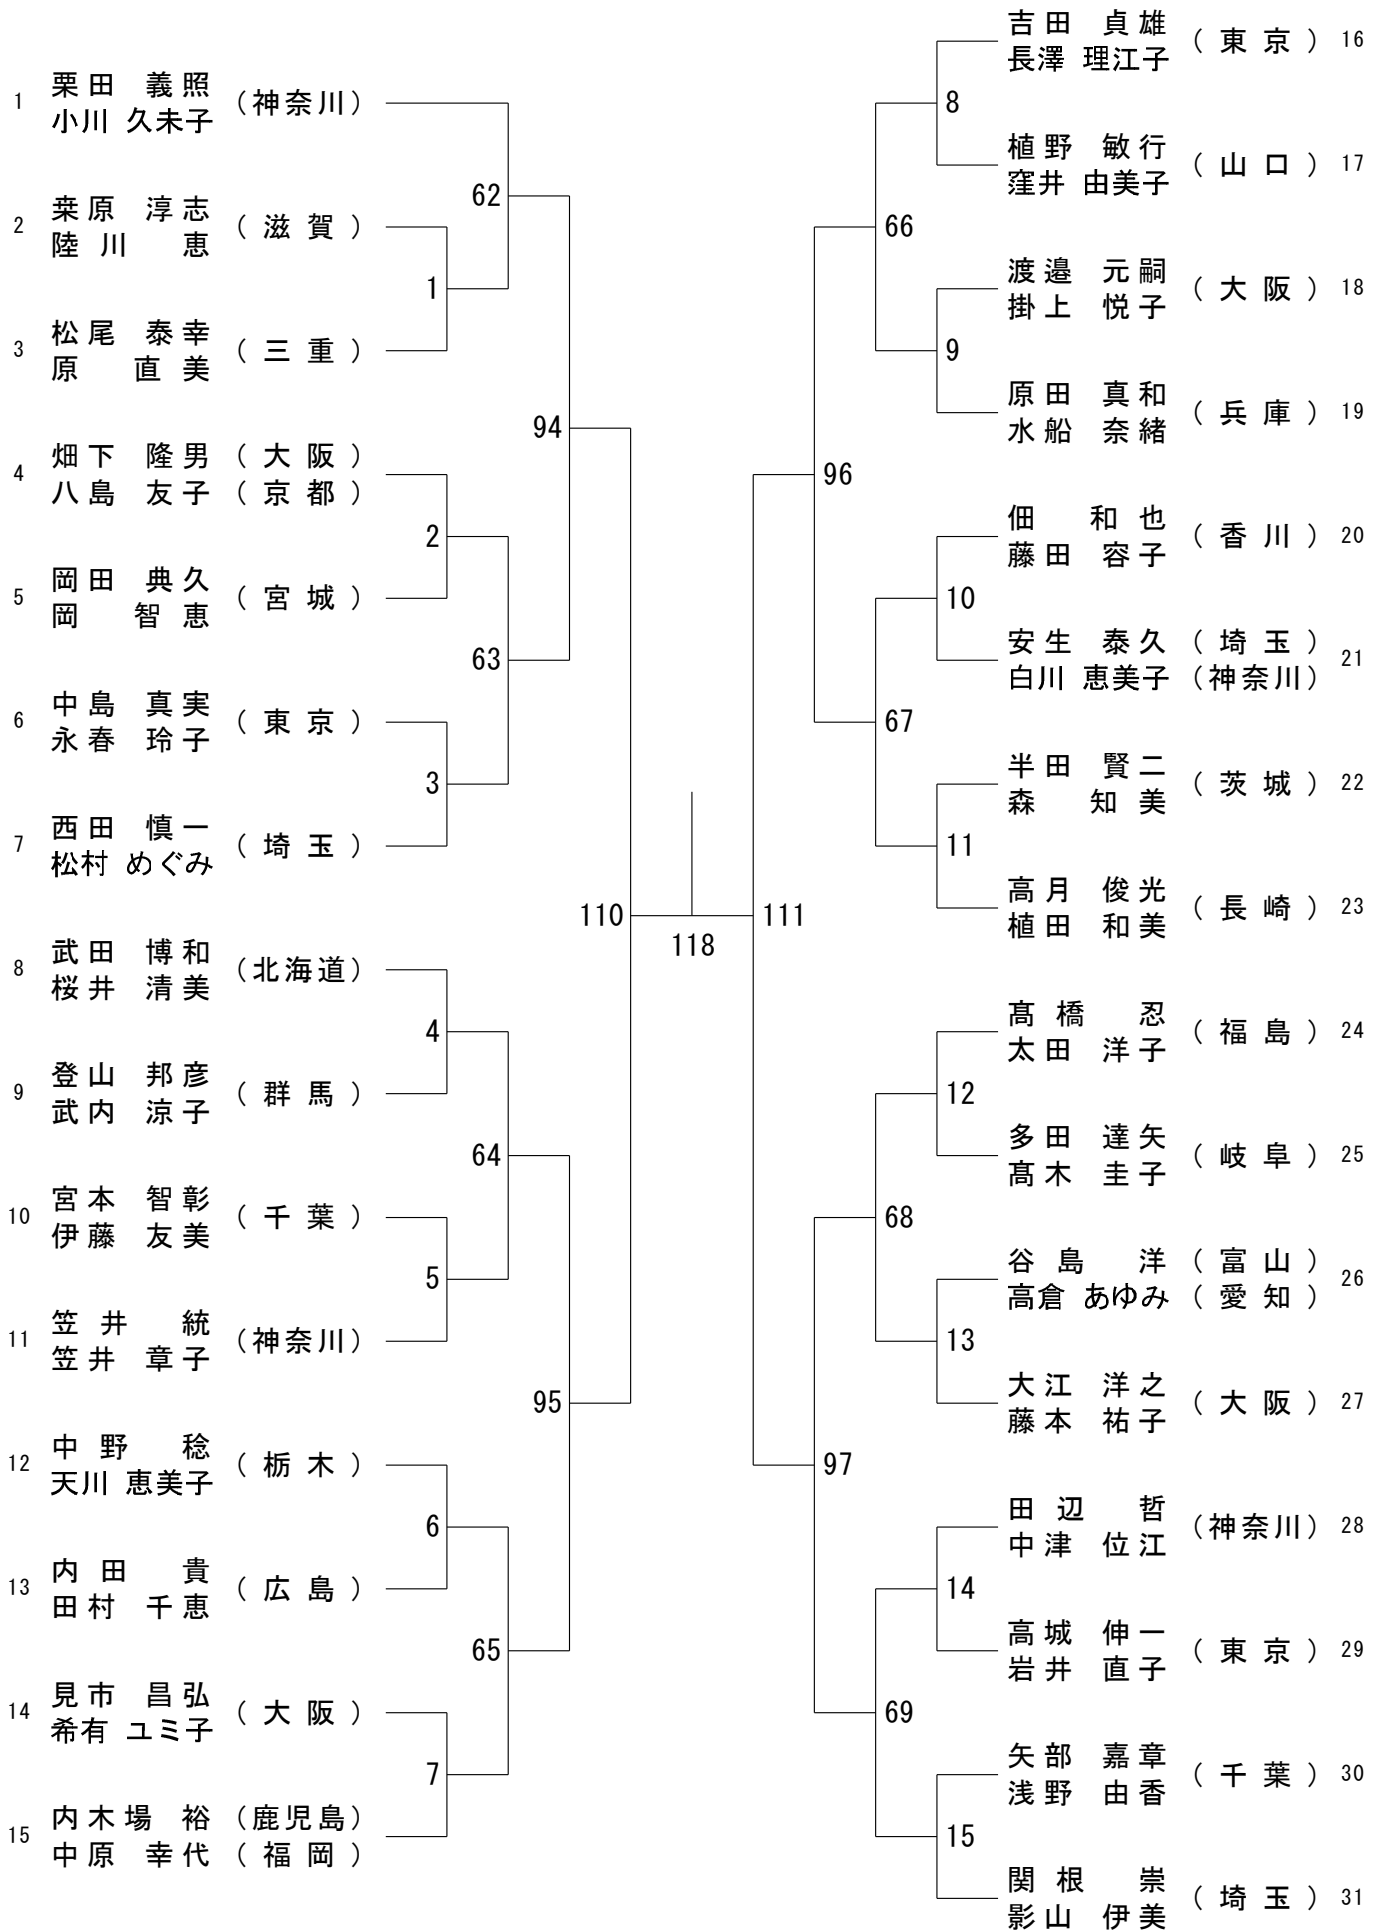 1 栗田 義照 (神奈川)
小川 久未子
2 桒原 淳志 (滋賀)
陸川 恵
3 松尾 泰幸 (三重)
原 直美
4 畑下 隆男 (大阪)
八島 友子 (京都)
5 岡田 典久 (宮城)
岡 智恵
6 中島 真実 (東京)
永春 玲子
7 西田 慎一 (埼玉)
松村 めぐみ
8 武田 博和 (北海道)
桜井 清美
9 登山 邦彦 (群馬)
武内 涼子
10 宮本 智彰 (千葉)
伊藤 友美
11 笠井 統 (神奈川)
笠井 章子
12 中野 稔 (栃木)
天川 恵美子
13 内田 貴 (広島)
田村 千恵
14 見市 昌弘 (大阪)
希有 ユミ子
15 内木場 裕 (鹿児島)
中原 幸代 (福岡)
1
2
3
4
5
6
7
62
63
64
65
94
95
110
118
111
96
97
66
67
68
69
8
9
10
11
12
13
14
15
吉田 貞雄 (東京) 16
長澤 理江子
植野 敏行 (山口) 17
窪井 由美子
渡邉 元嗣 (大阪) 18
掛上 悦子
原田 真和 (兵庫) 19
水船 奈緒
佃 和也 (香川) 20
藤田 容子
安生 泰久 (埼玉) 21
白川 恵美子 (神奈川)
半田 賢二 (茨城) 22
森 知美
高月 俊光 (長崎) 23
植田 和美
髙橋 忍 (福島) 24
太田 洋子
多田 達矢 (岐阜) 25
髙木 圭子
谷島 洋 (富山) 26
高倉 あゆみ (愛知)
大江 洋之 (大阪) 27
藤本 祐子
田辺 哲 (神奈川) 28
中津 位江
高城 伸一 (東京) 29
岩井 直子
矢部 嘉章 (千葉) 30
浅野 由香
関根 崇 (埼玉) 31
影山 伊美